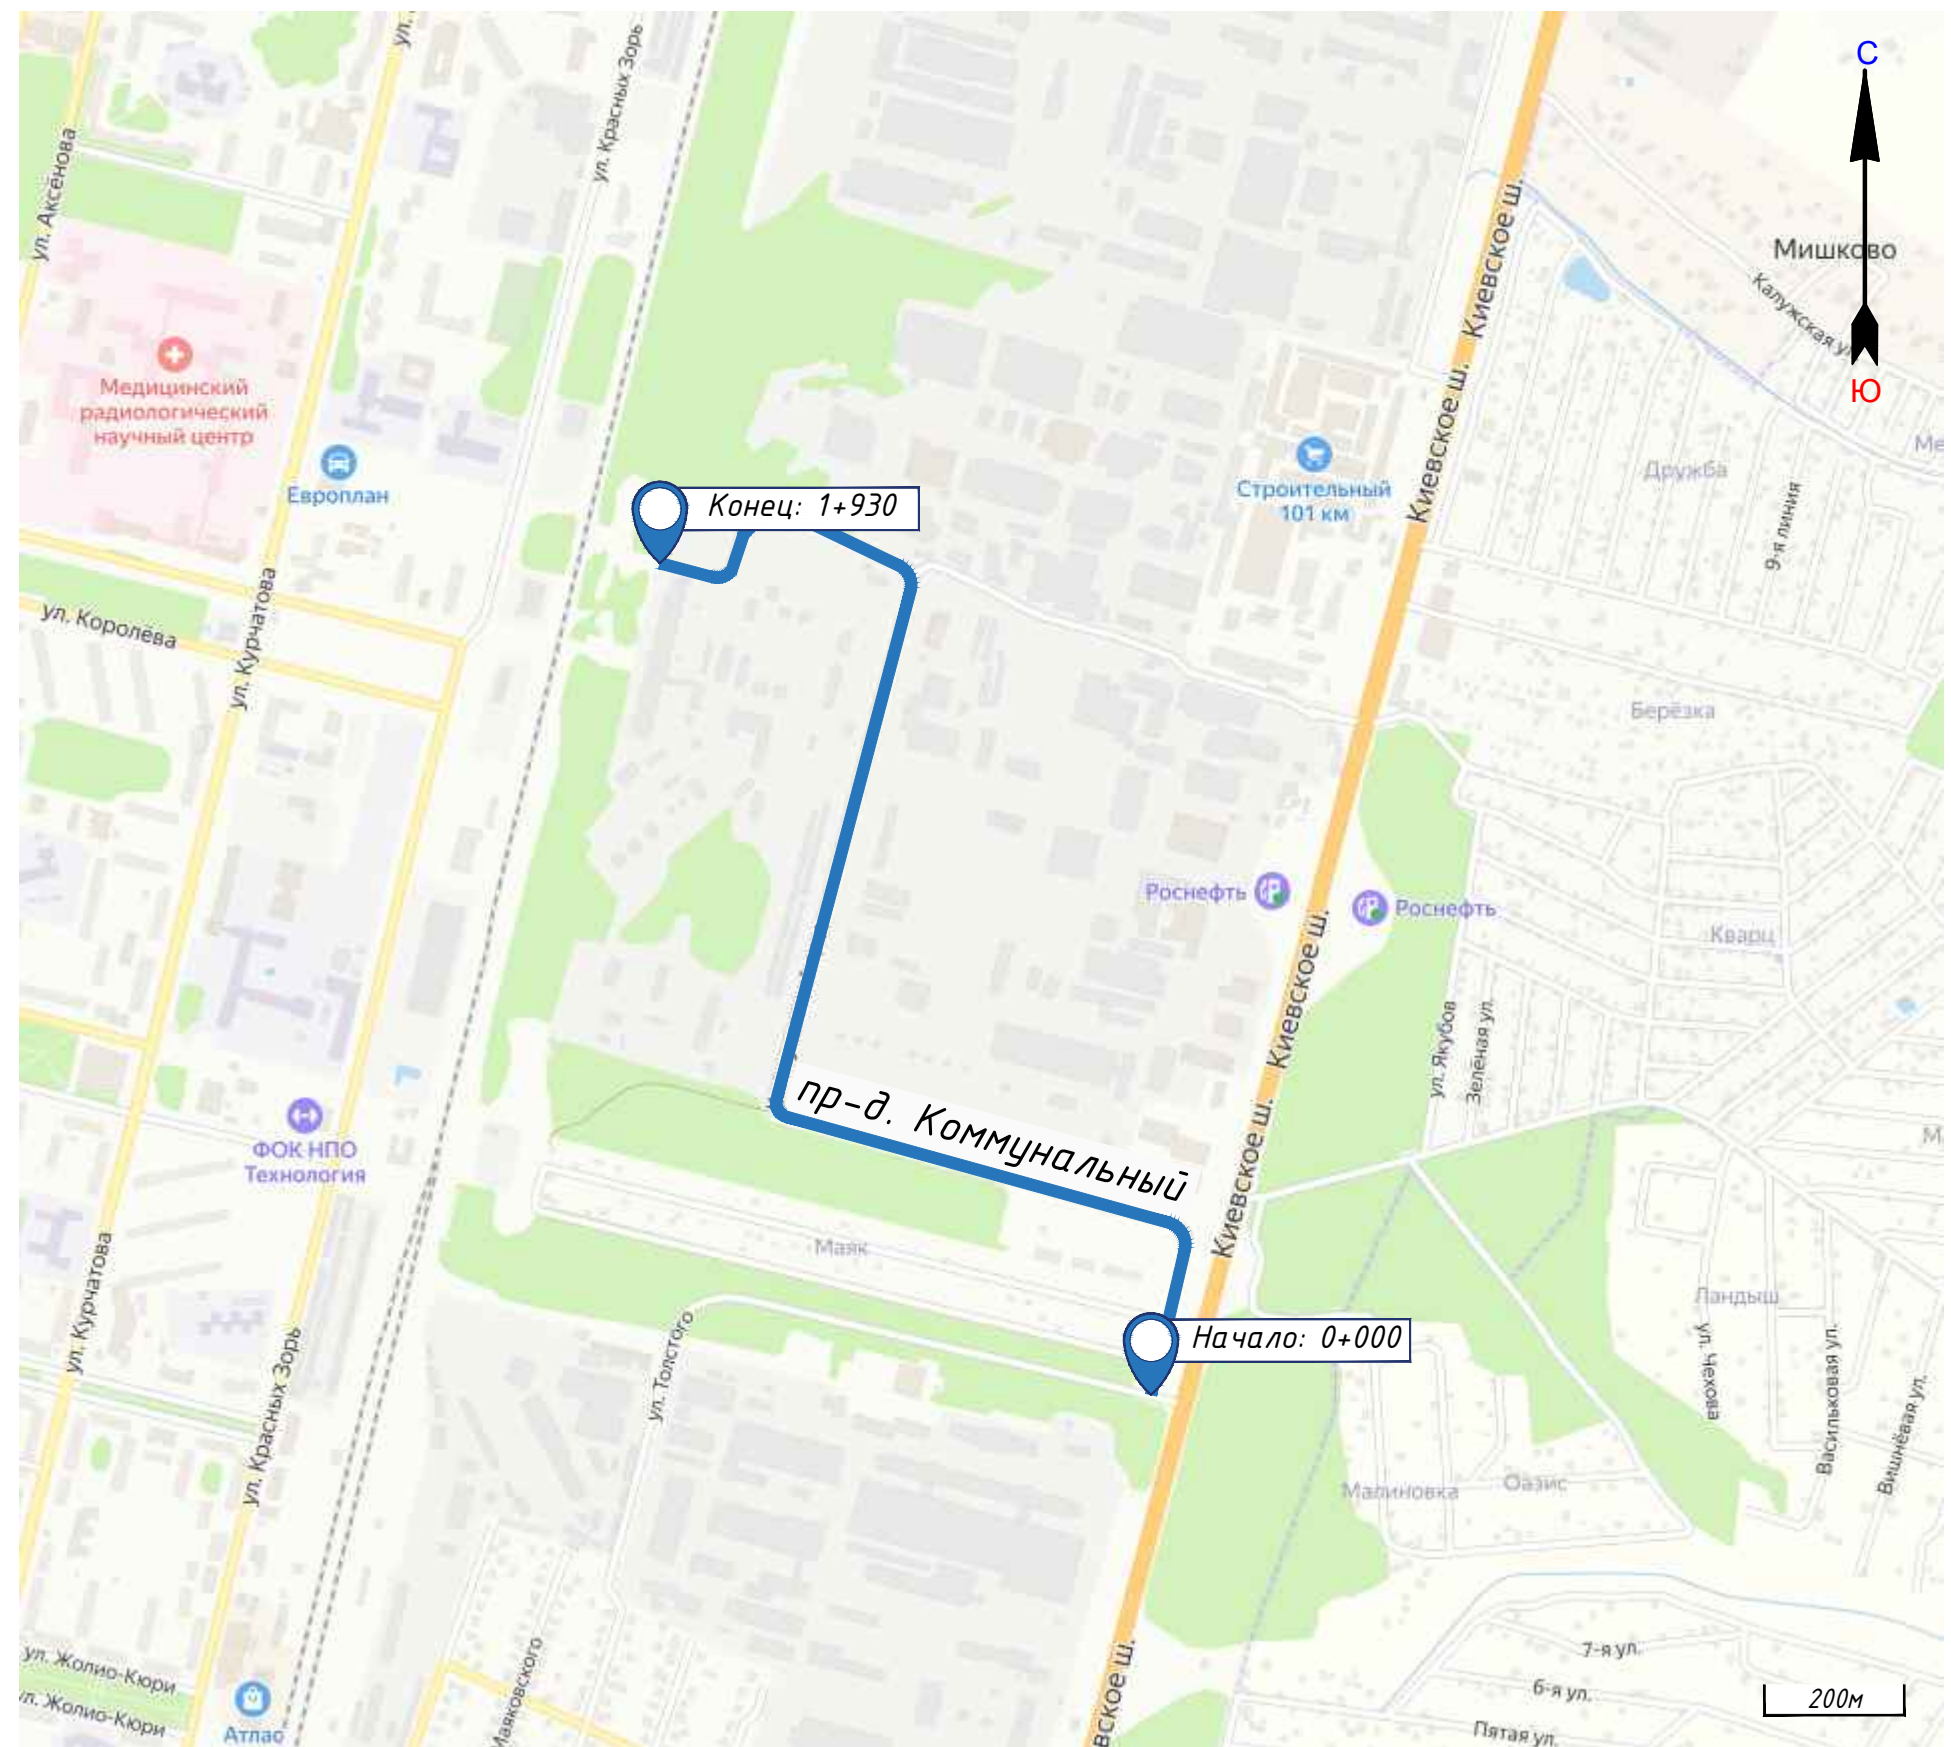 ул. Красных Зорь
С
ул. Аксёнова
Киевское ш.
Мишково
Калужская ул.
Медицинский
радиологический
научный центр
Киевское ш.
Европлан
Строительный
101 км
Киевское ш.
Ю
Дружба
9-я линия
Конец: 1+930
ул. Королёва
ул. Курчатова
Берёзка
Роснефть
Роснефть
Кварц
Киевское ш.
ул. Якубов
Зелёная ул.
пр-д. Коммунальный
ФОК НПО
Технология
Киевское ш.
Маяк
ул. Курчатова
ул. Толстого
Начало: 0+000
Ландыш
ул. Чехова
Васильковая ул.
Вишнёвая ул.
ул. Красных Зорь
Малиновка
Оазис
ул. Жолио-Кюри
ул. Жолио-Кюри
Атлас
Маяковского
вское ш.
7-я ул.
6-я ул.
Пятая ул.
200м